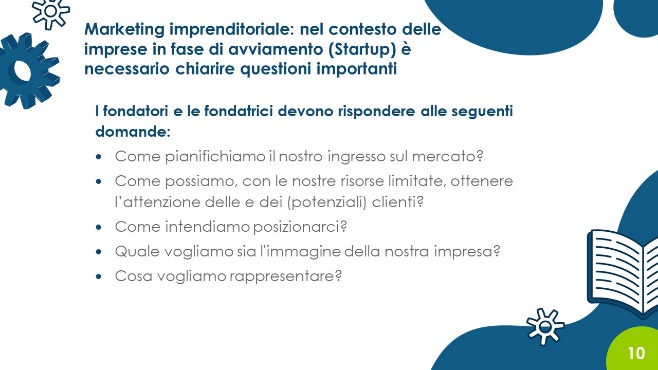 Marketing imprenditoriale: nel contesto delle
imprese in fase di avviamento (Startup) è
necessario chiarire questioni importanti
I fondatori e le fondatrici devono rispondere alle seguenti
domande:
• Come pianifichiamo il nostro ingresso sul mercato?
• Come possiamo, con le nostre risorse limitate, ottenere
l’attenzione delle e dei (potenziali) clienti?
• Come intendiamo posizionarci?
• Quale vogliamo sia l'immagine della nostra impresa?
• Cosa vogliamo rappresentare?
10